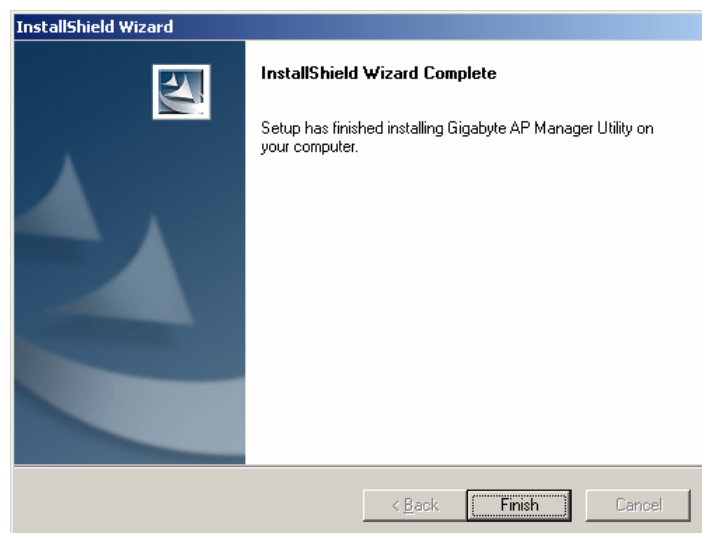 InstallShield Wizard
InstallShield Wizard Complete
Setup has finished installing Gigabyte AP Manager Utility on
your computer.
< Back
Finish
Cancel